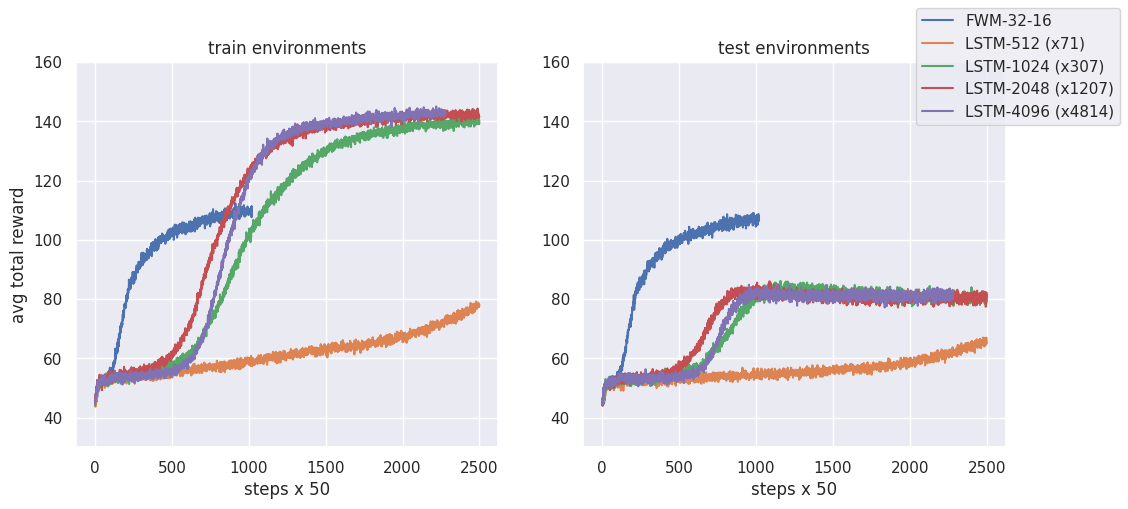 train environments
160
140
120
100
80
60
40
avg total reward
0
500
1000
1500
2000
2500
steps x 50
test environments
160
140
120
100
80
60
40
0
500
1000
1500
2000
2500
steps x 50
FWM-32-16
LSTM-512 (x71)
LSTM-1024 (x307)
LSTM-2048 (x1207)
LSTM-4096 (x4814)